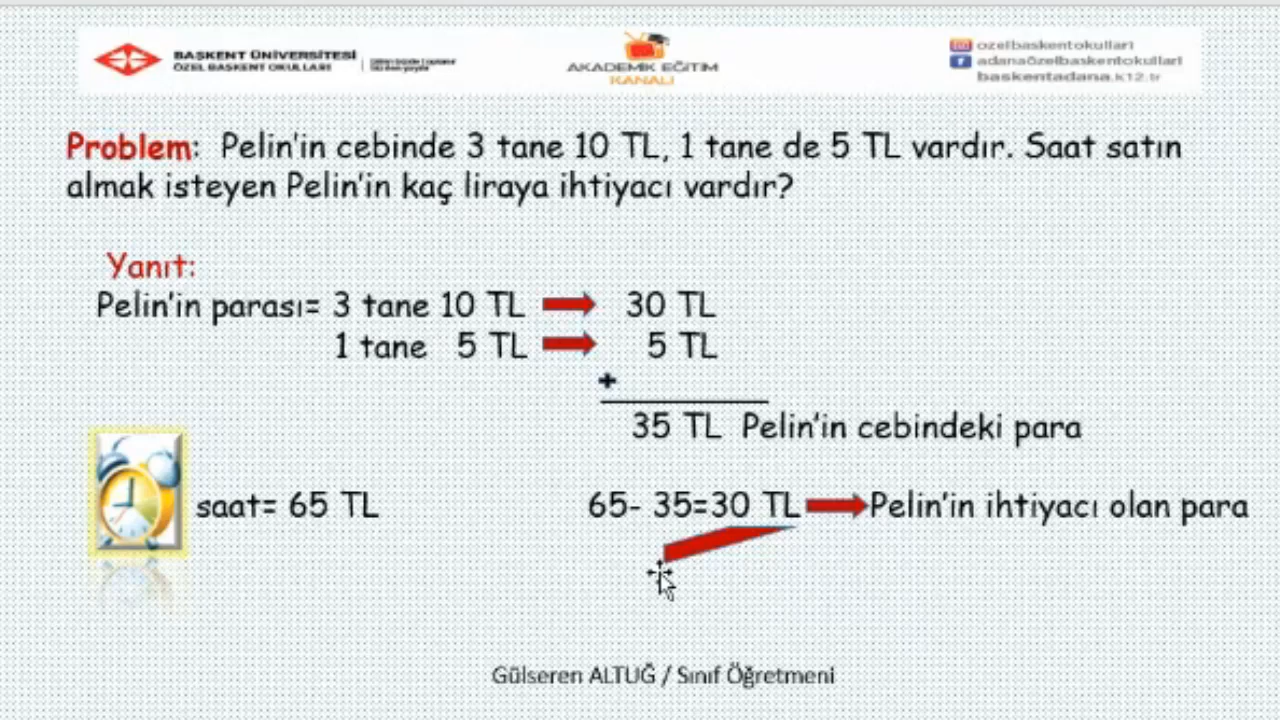 BAŞKENT ÜNİVERSİTESİ
ÖZEL BAŞKENT OKULLARI
AKADEMİK EĞİTİM
KANALI
ozelbaskentokullari
adanaözelbaskentokullari
baskentadana.k12.tr
Problem: Pelin'in cebinde 3 tane 10 TL, 1 tane de 5 TL vardır. Saat satın
almak isteyen Pelin'in kaç liraya ihtiyacı vardır?
Yanıt:
Pelin'in parası= 3 tane 10 TL 30 TL
1 tane 5 TL 5 TL
+
35 TL Pelin'in cebindeki para
saat= 65 TL 65- 35=30 TL Pelin'in ihtiyacı olan para
Gülseren ALTUĞ / Sınıf Öğretmeni